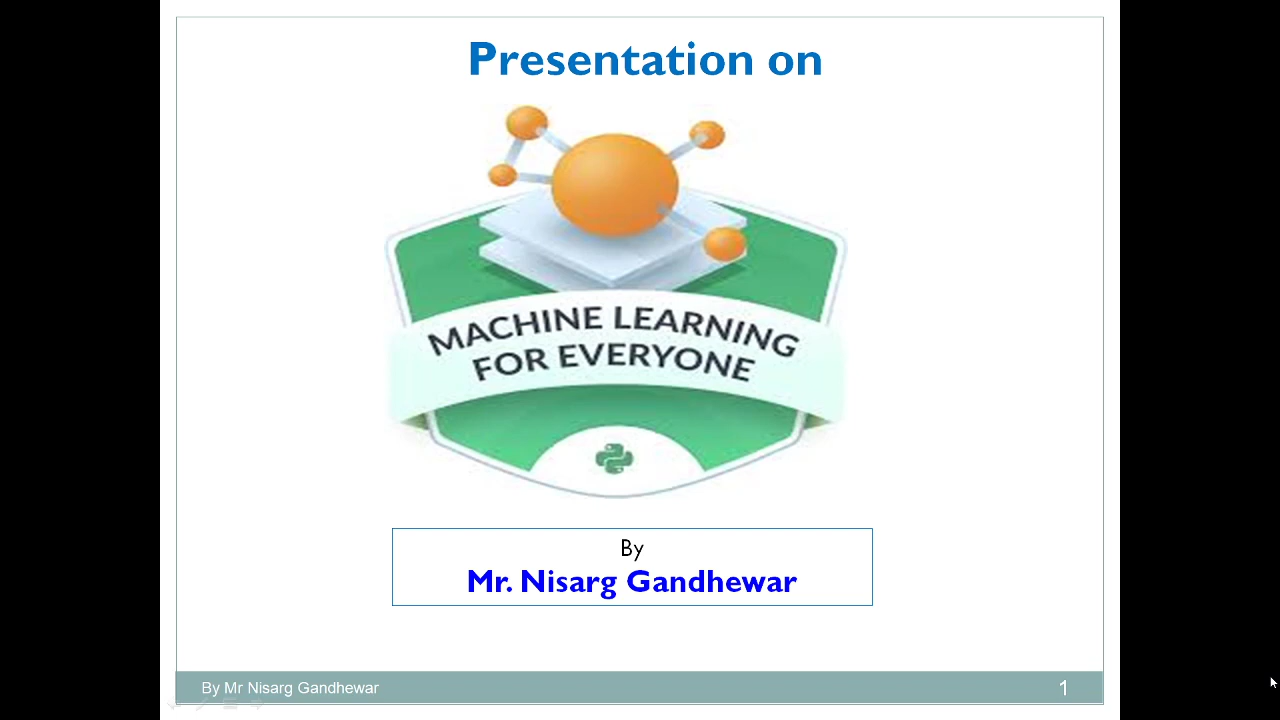 Presentation on
MACHINE LEARNING
FOR EVERYONE
By
Mr. Nisarg Gandhewar
By Mr Nisarg Gandhewar
1